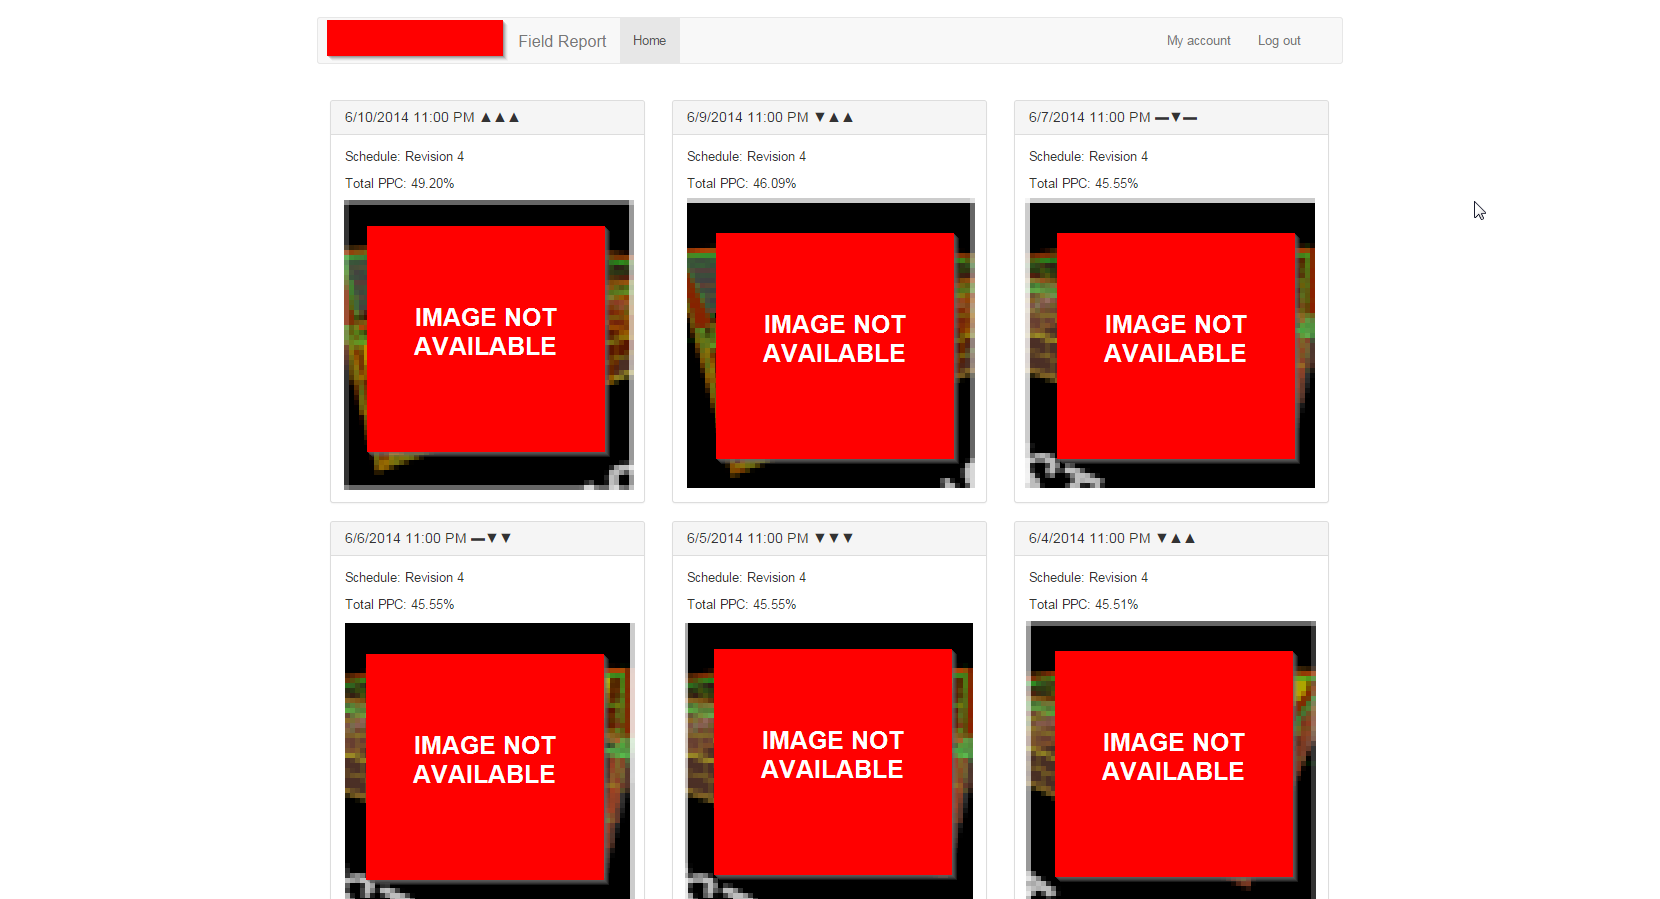 Field Report Home My account Log out
6/10/2014 11:00 PM ▲▲▲
Schedule: Revision 4
Total PPC: 49.20%
IMAGE NOT
AVAILABLE
6/9/2014 11:00 PM ▼▲▲
Schedule: Revision 4
Total PPC: 46.09%
IMAGE NOT
AVAILABLE
6/7/2014 11:00 PM ▬▼▬
Schedule: Revision 4
Total PPC: 45.55%
IMAGE NOT
AVAILABLE
6/6/2014 11:00 PM ▬▼▼
Schedule: Revision 4
Total PPC: 45.55%
IMAGE NOT
AVAILABLE
6/5/2014 11:00 PM ▼▼▼
Schedule: Revision 4
Total PPC: 45.55%
IMAGE NOT
AVAILABLE
6/4/2014 11:00 PM ▼▲▲
Schedule: Revision 4
Total PPC: 45.51%
IMAGE NOT
AVAILABLE